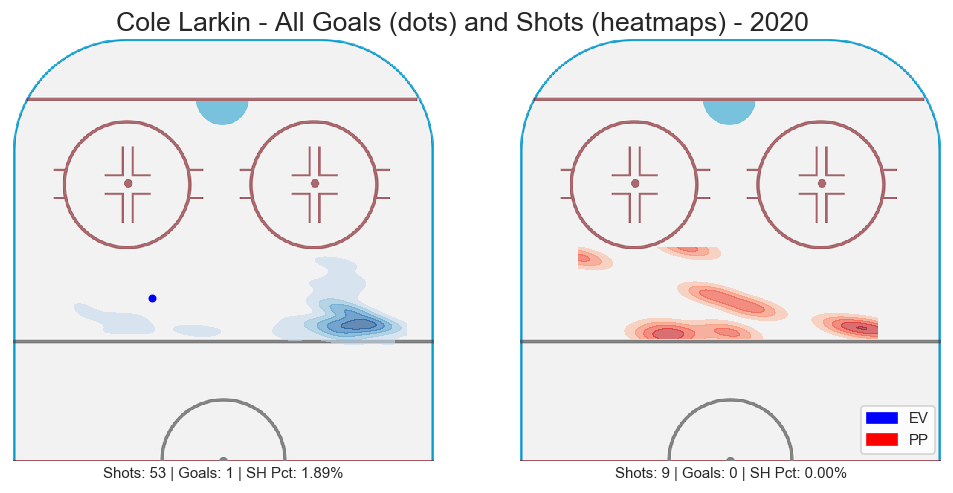 Cole Larkin - All Goals (dots) and Shots (heatmaps) - 2020
EV
PP
Shots: 53 | Goals: 1 | SH Pct: 1.89%
Shots: 9 | Goals: 0 | SH Pct: 0.00%